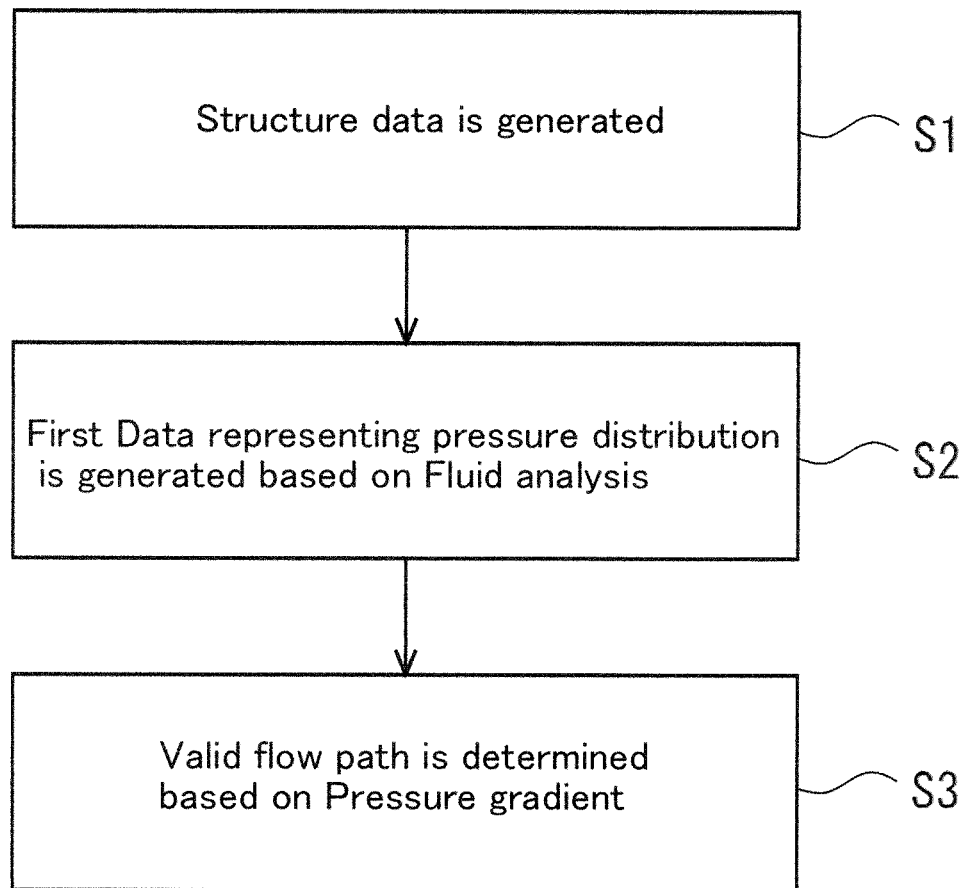 Structure data is generated
S1
First Data representing pressure distribution
is generated based on Fluid analysis
S2
Valid flow path is determined
based on Pressure gradient
S3